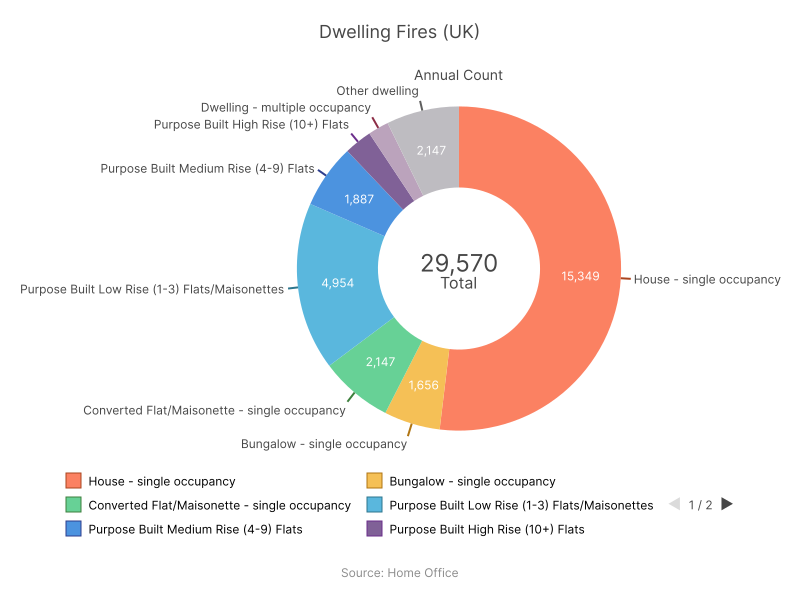 Dwelling Fires (UK)
Annual Count
Other dwelling
Dwelling - multiple occupancy
Purpose Built High Rise (10+) Flats
2,147
Purpose Built Medium Rise (4-9) Flats
1,887
29,570
Total
15,349
House - single occupancy
4,954
Purpose Built Low Rise (1-3) Flats/Maisonettes
2,147
1,656
Converted Flat/Maisonette - single occupancy
Bungalow - single occupancy
House - single occupancy
Bungalow - single occupancy
Converted Flat/Maisonette - single occupancy
Purpose Built Low Rise (1-3) Flats/Maisonettes
1 / 2
Purpose Built Medium Rise (4-9) Flats
Purpose Built High Rise (10+) Flats
Source: Home Office